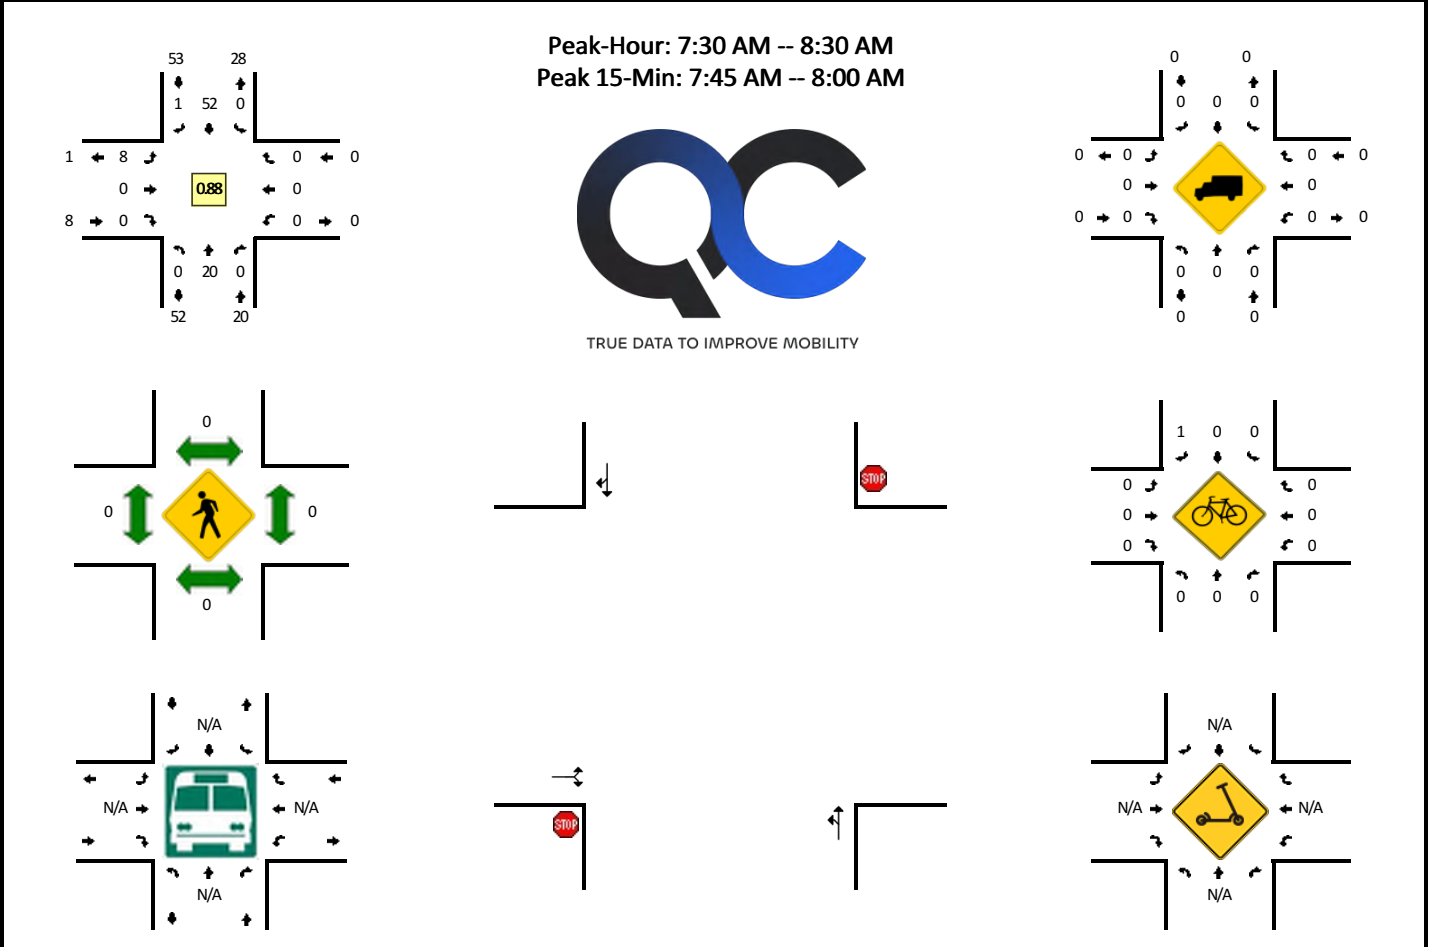 Peak-Hour: 7:30 AM -- 8:30 AM
Peak 15-Min: 7:45 AM -- 8:00 AM
TRUE DATA TO IMPROVE MOBILITY
53 28
1 52 0
1 8 0 0
0 0.88 0
8 0 0 0
0 20 0
52 20
0 0
0 0 0
0 0 0 0
0 0
0 0 0 0
0 0 0
0 0
0
0 0
0
STOP
STOP
1 0 0
0 0
0 0
0 0
0 0 0
N/A
N/A N/A
N/A
N/A
N/A N/A
N/A